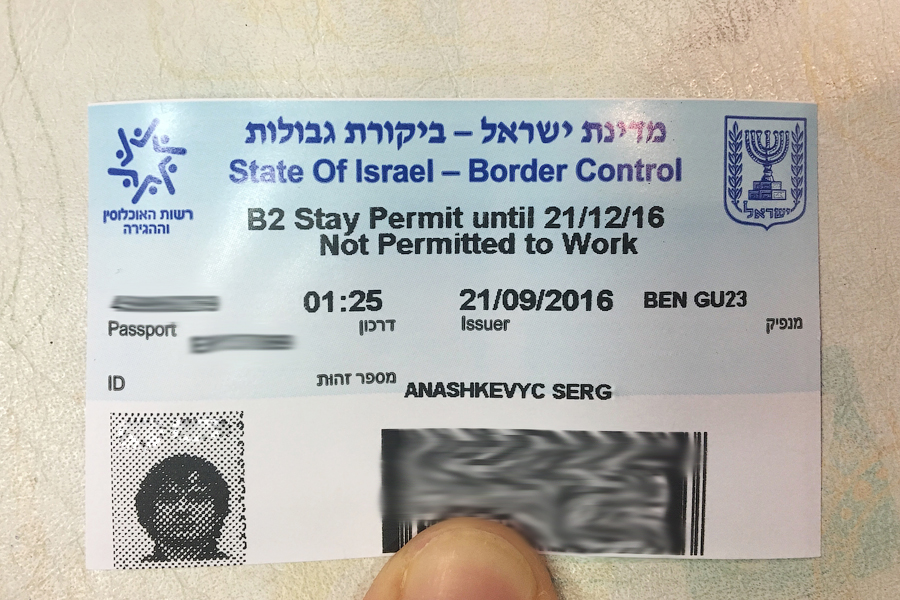 מדינת ישראל – ביקורת גבולות
State Of Israel – Border Control
רשות האוכלוסין
וההגירה
ישראל
B2 Stay Permit until 21/12/16
Not Permitted to Work
01:25 21/09/2016 BEN GU23
Passport דרכון Issuer מנפיק
ID מספר זהות
ANASHKEVYC SERG